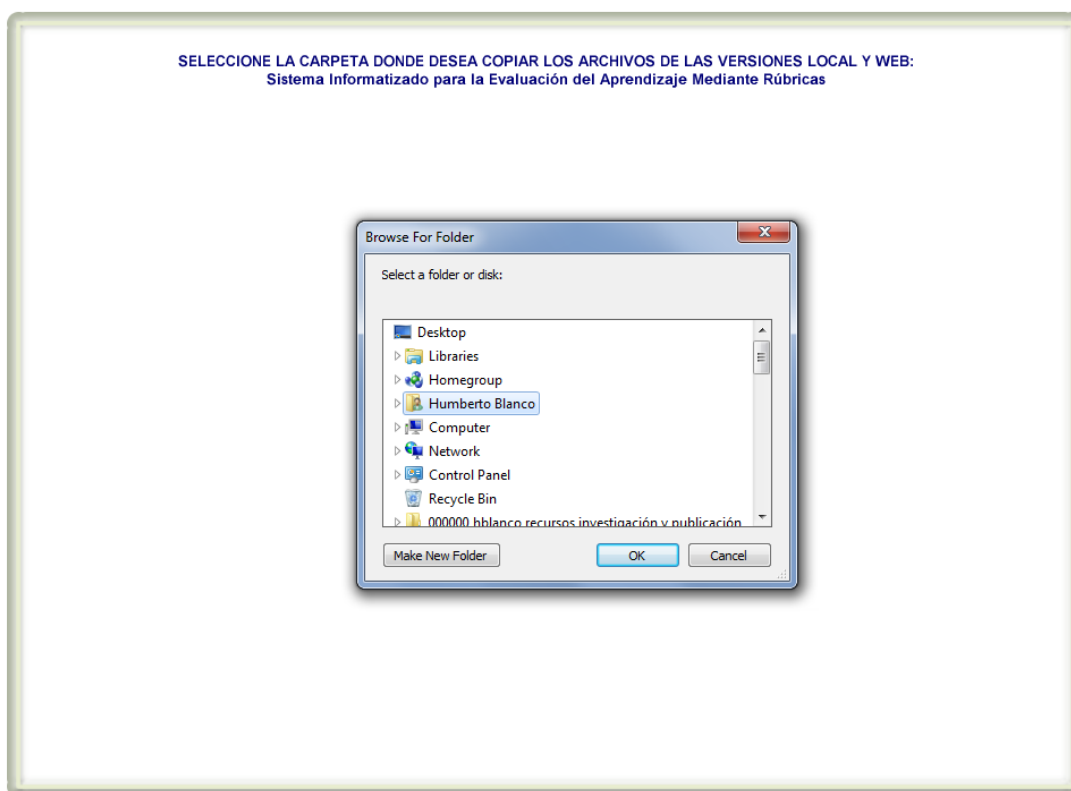 SELECCIONE LA CARPETA DONDE DESEA COPIAR LOS ARCHIVOS DE LAS VERSIONES LOCAL Y WEB:
Sistema Informatizado para la Evaluación del Aprendizaje Mediante Rúbricas
Browse For Folder
Select a folder or disk:
Desktop
Libraries
Homegroup
Humberto Blanco
Computer
Network
Control Panel
Recycle Bin
000000 hblanco recursos investigación y publicación
Make New Folder
OK
Cancel